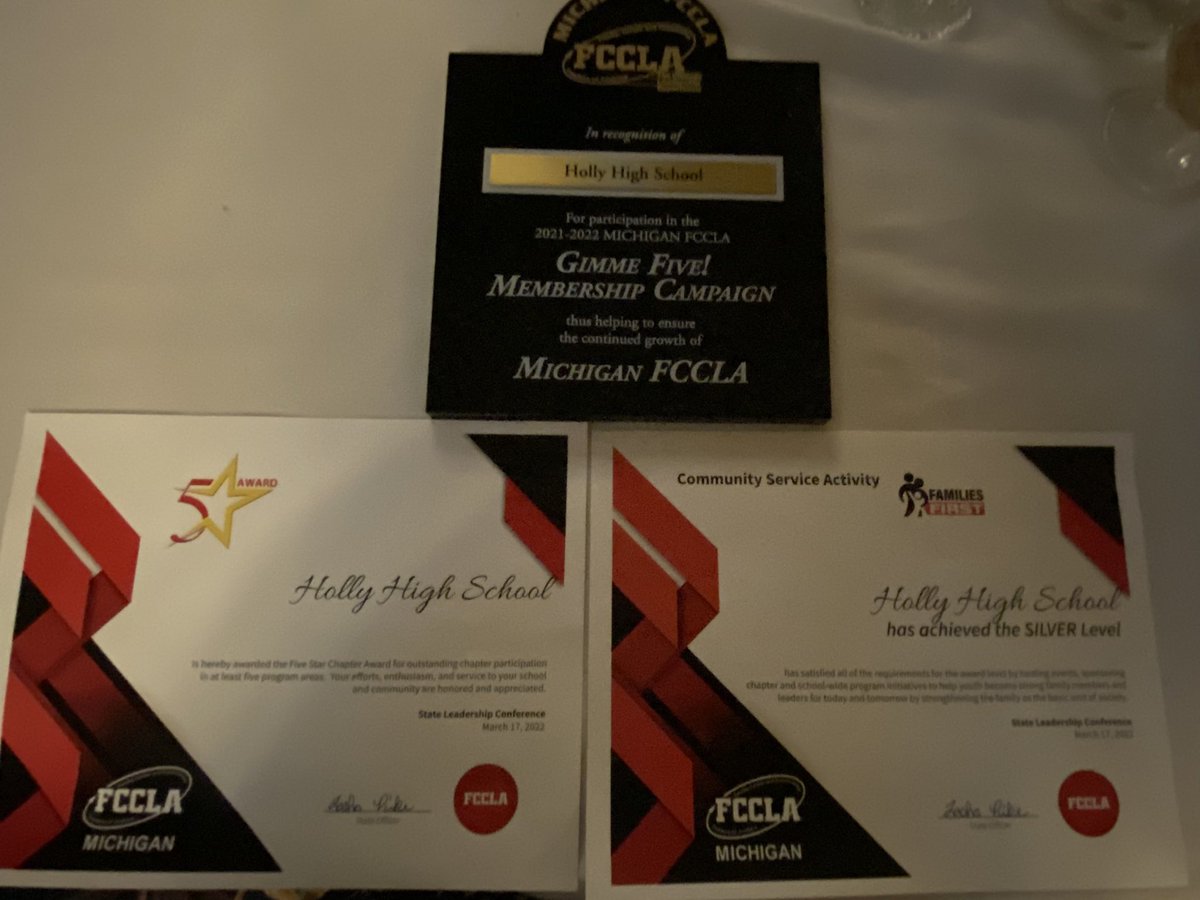 MICHIGAN FCCLA
FCCLA
In recognition of
Holly High School
For participation in the
2021-2022 MICHIGAN FCCLA
GIMME FIVE!
MEMBERSHIP CAMPAIGN
thus helping to ensure
the continued growth of
MICHIGAN FCCLA
5 AWARD
Holly High School
is hereby awarded the Five Star Chapter Award for outstanding chapter participation
in at least five program areas. Your efforts, enthusiasm, and service to your school
and community are honored and appreciated.
State Leadership Conference
March 17, 2022
State Officer
FCCLA
FCCLA
MICHIGAN
Community Service Activity
FAMILIES
FIRST
Holly High School
has achieved the SILVER Level
has satisfied all of the requirements for the award level by hosting events, sponsoring
chapter and school-wide program initiatives to help youth become strong family members and
leaders for today and tomorrow by strengthening the family as the basic unit of society.
State Leadership Conference
March 17, 2022
State Officer
FCCLA
FCCLA
MICHIGAN